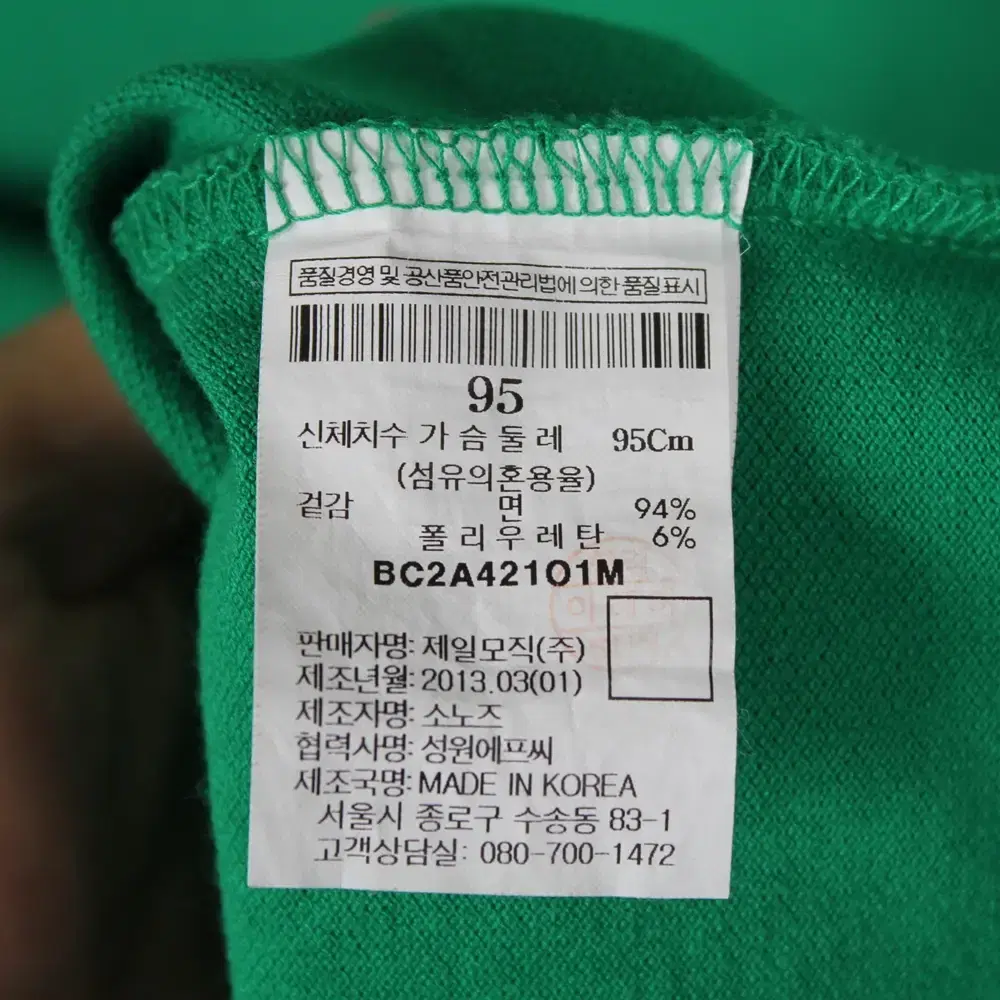 품질경영 및 공산품안전관리법에 의한 품질표시
95
신체치수 가 슴 둘 레 95Cm
(섬유의혼용율)
겉감 면 94%
폴 리 우 레 탄 6%
BC2A42101M
판매자명: 제일모직(주)
제조년월: 2013.03(01)
제조자명: 소노즈
협력사명: 성원에프씨
제조국명: MADE IN KOREA
서울시 종로구 수송동 83-1
고객상담실: 080-700-1472